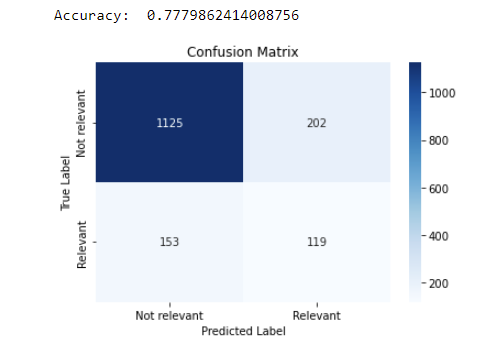 Accuracy:  0.7779862414008756
Confusion Matrix
Not relevant
1125
202
1000
800
True Label
Relevant
153
119
600
400
200
Not relevant
Relevant
Predicted Label